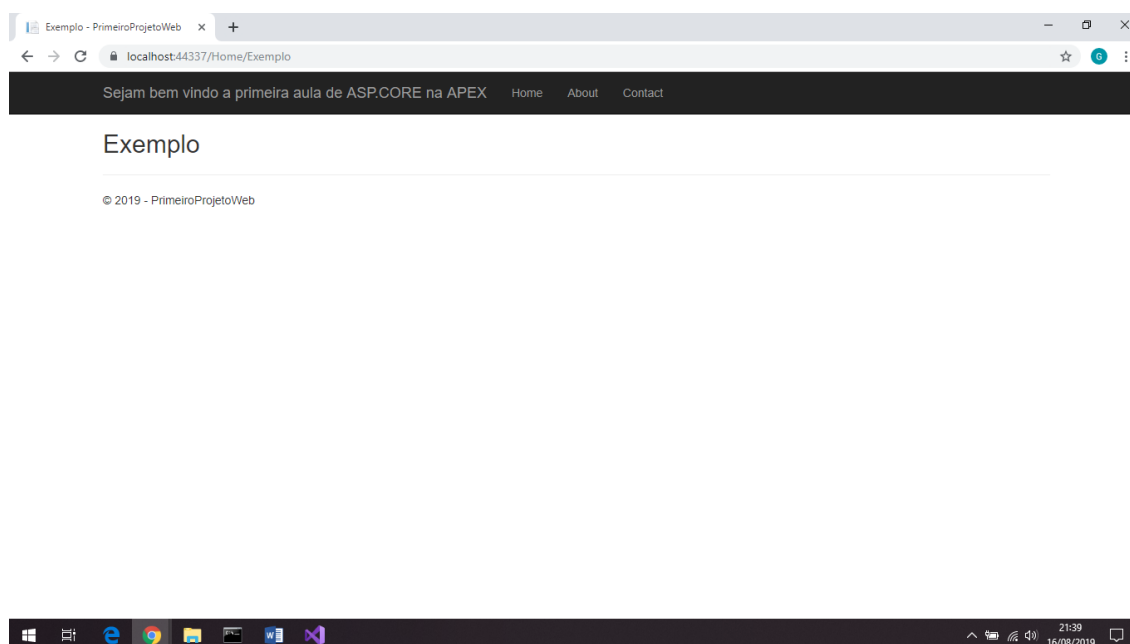 Exemplo - PrimeiroProjetoWeb
localhost:44337/Home/Exemplo
G
Sejam bem vindo a primeira aula de ASP.CORE na APEX Home About Contact
Exemplo
© 2019 - PrimeiroProjetoWeb
21:39
16/08/2019